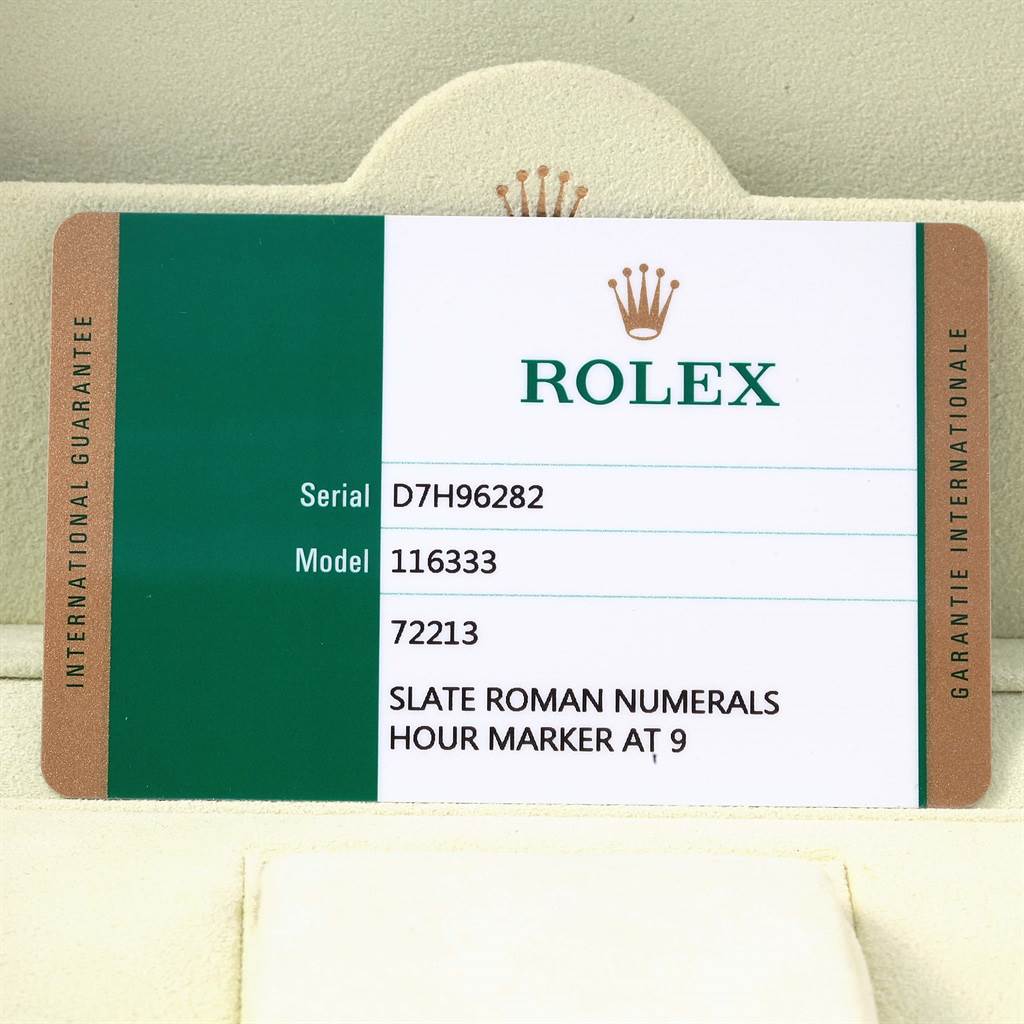 INTERNATIONAL GUARANTEE
ROLEX
Serial D7H96282
Model 116333
72213
SLATE ROMAN NUMERALS
HOUR MARKER AT 9
GARANTIE INTERNATIONALE